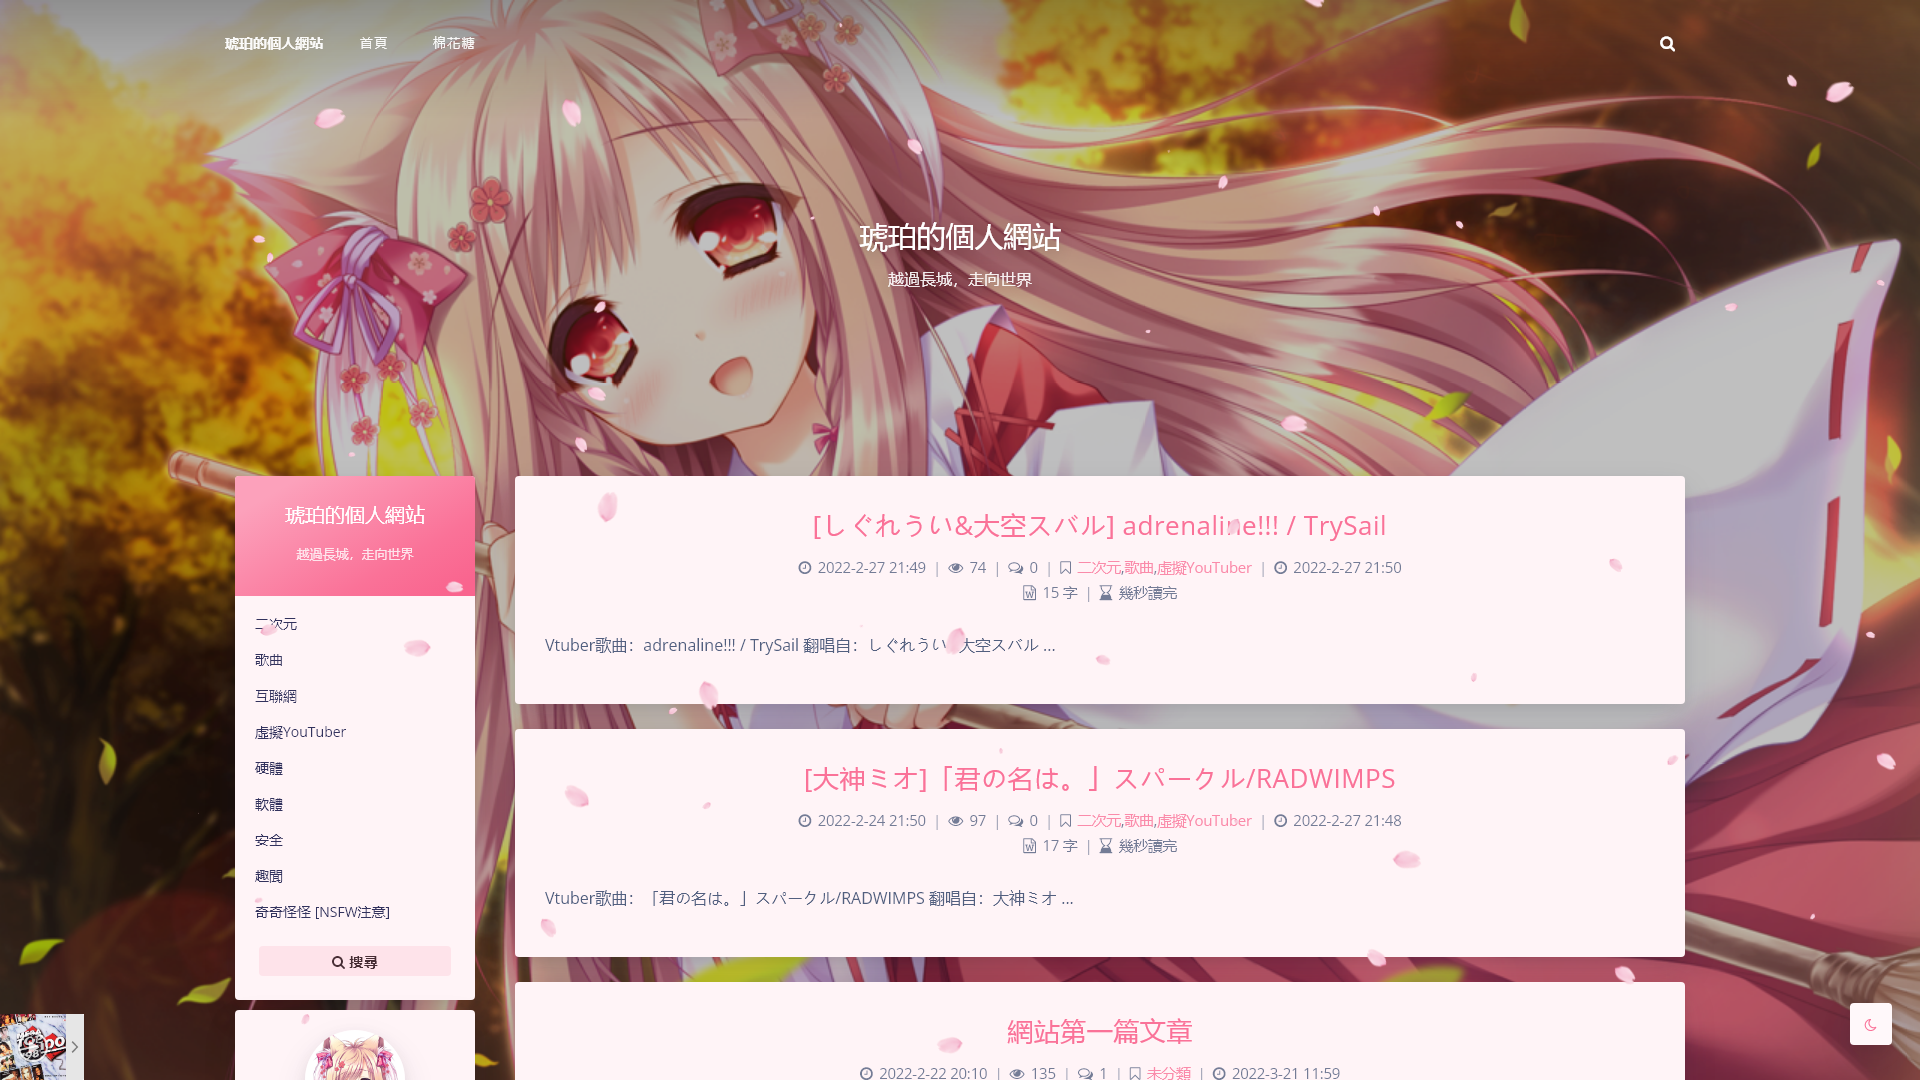 琥珀的個人網站 首頁 棉花糖
琥珀的個人網站
越過長城，走向世界
琥珀的個人網站
越過長城，走向世界
二次元
歌曲
互聯網
虛擬YouTuber
硬體
軟體
安全
趣聞
奇奇怪怪 [NSFW注意]
搜尋
[しぐれうい&大空スバル] adrenaline!!! / TrySail
2022-2-27 21:49 | 74 | 0 | 二次元,歌曲,虛擬YouTuber | 2022-2-27 21:50
15 字 | 幾秒讀完
Vtuber歌曲：adrenaline!!! / TrySail 翻唱自：しぐれうい 大空スバル ...
[大神ミオ]「君の名は。」スパークル/RADWIMPS
2022-2-24 21:50 | 97 | 0 | 二次元,歌曲,虛擬YouTuber | 2022-2-27 21:48
17 字 | 幾秒讀完
Vtuber歌曲：「君の名は。」スパークル/RADWIMPS 翻唱自：大神ミオ ...
網站第一篇文章
2022-2-22 20:10 | 135 | 1 | 未分類 | 2022-3-21 11:59